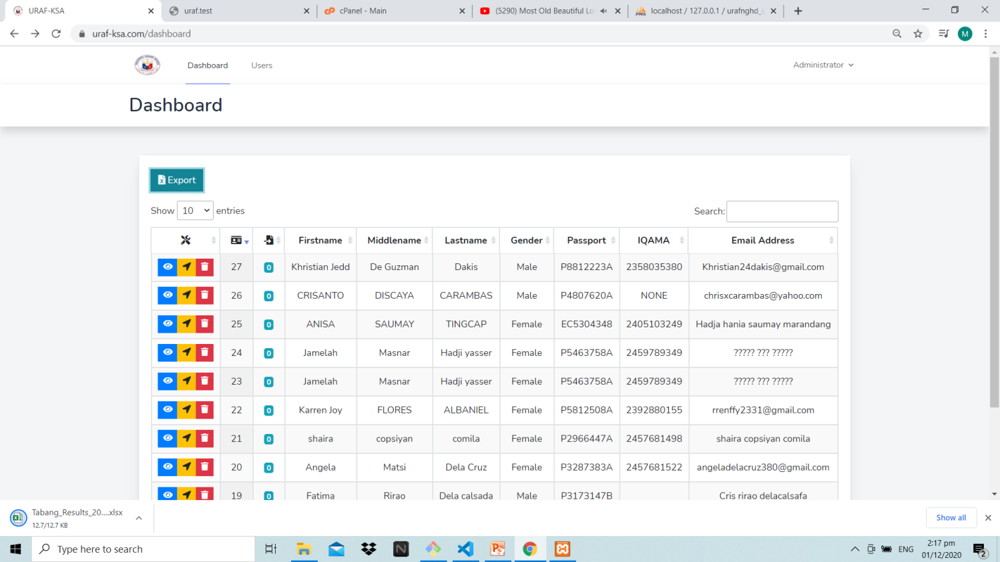 URAF-KSA
uraf.test
cPanel - Main
(5290) Most Old Beautiful Lo
localhost / 127.0.0.1 / urafnghd_
uraf-ksa.com/dashboard
M
Dashboard
Users
Administrator
Dashboard
Export
Show 10 entries
Search:
Firstname Middlename Lastname Gender Passport IQAMA Email Address
27 0 Khristian Jedd De Guzman Dakis Male P8812223A 2358035380 Khristian24dakis@gmail.com
26 0 CRISANTO DISCAYA CARAMBAS Male P4807620A NONE chrisxcarambas@yahoo.com
25 0 ANISA SAUMAY TINGCAP Female EC5304348 2405103249 Hadja hania saumay marandang
24 0 Jamelah Masnar Hadji yasser Female P5463758A 2459789349 ????? ??? ?????
23 0 Jamelah Masnar Hadji yasser Female P5463758A 2459789349 ????? ??? ?????
22 0 Karren Joy FLORES ALBANIEL Female P5812508A 2392880155 rrenffy2331@gmail.com
21 0 shaira copsiyan comila Female P2966447A 2457681498 shaira copsiyan comila
20 0 Angela Matsi Dela Cruz Female P3287383A 2457681522 angeladelacruz380@gmail.com
19 0 Fatima Rirao Dela calsada Male P3173147B Cris rirao delacalsafa
Tabang_Results_20....xlsx
12.7/12.7 KB
Show all
Type here to search
ENG
2:17 pm
01/12/2020
2